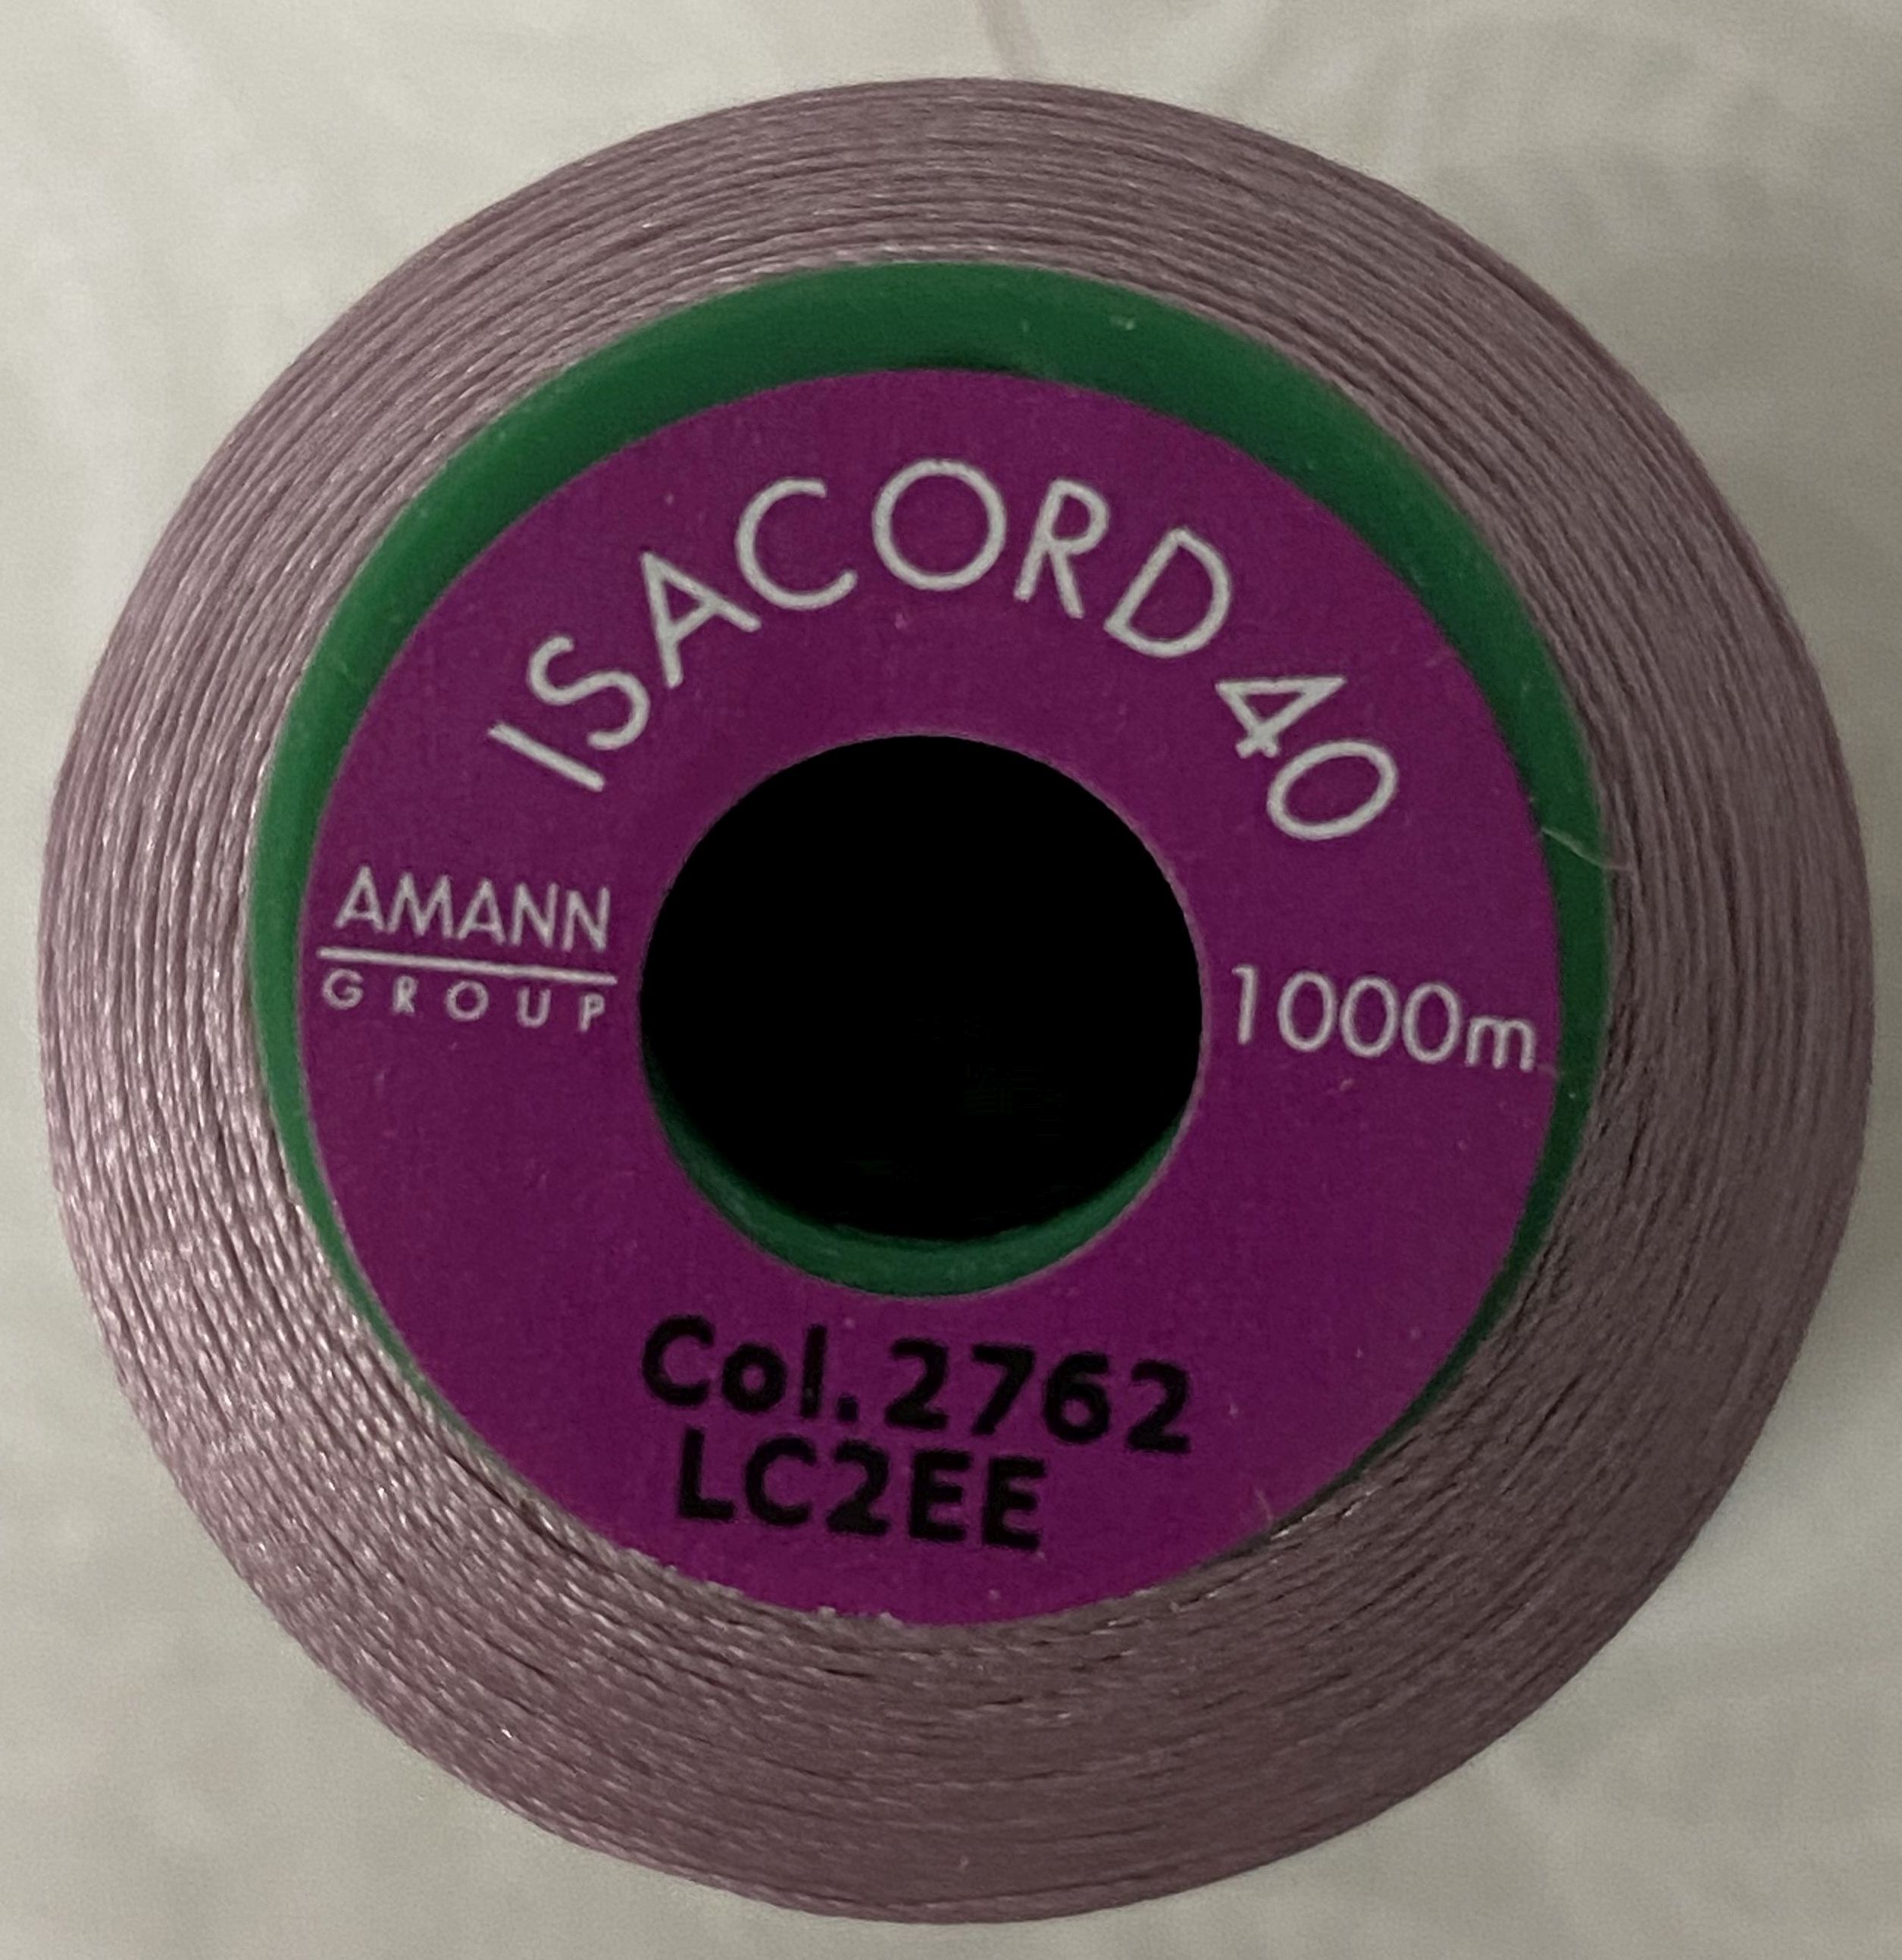 ISACORD 40
AMANN
GROUP
1000m
Col.2762
LC2EE